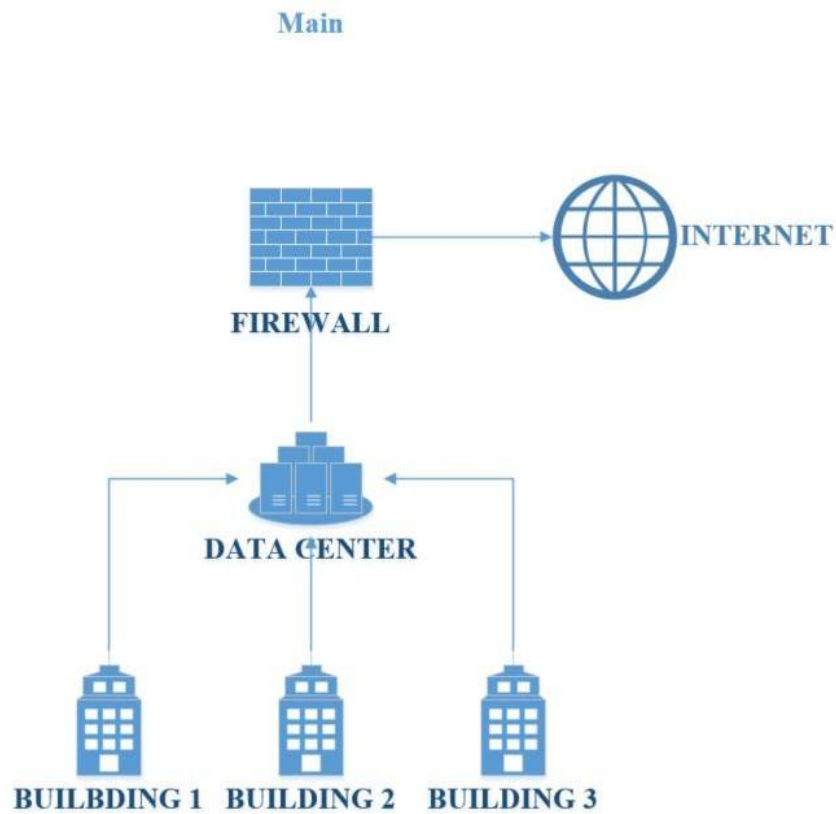 Main
INTERNET
FIREWALL
DATA CENTER
BUILBDING 1
BUILDING 2
BUILDING 3